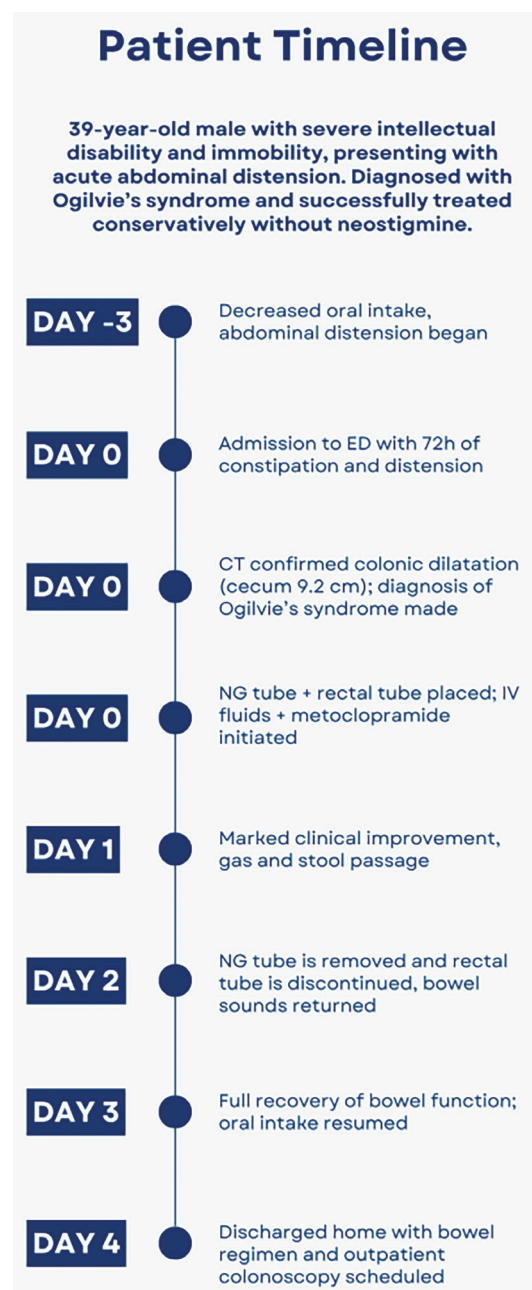 Patient Timeline
39-year-old male with severe intellectual
disability and immobility, presenting with
acute abdominal distension. Diagnosed with
Ogilvie's syndrome and successfully treated
conservatively without neostigmine.
DAY -3
Decreased oral intake,
abdominal distension began
DAY 0
Admission to ED with 72h of
constipation and distension
DAY 0
CT confirmed colonic dilatation
(cecum 9.2 cm); diagnosis of
Ogilvie's syndrome made
DAY 0
NG tube + rectal tube placed; IV
fluids + metoclopramide
initiated
DAY 1
Marked clinical improvement,
gas and stool passage
DAY 2
NG tube is removed and rectal
tube is discontinued, bowel
sounds returned
DAY 3
Full recovery of bowel function;
oral intake resumed
DAY 4
Discharged home with bowel
regimen and outpatient
colonoscopy scheduled